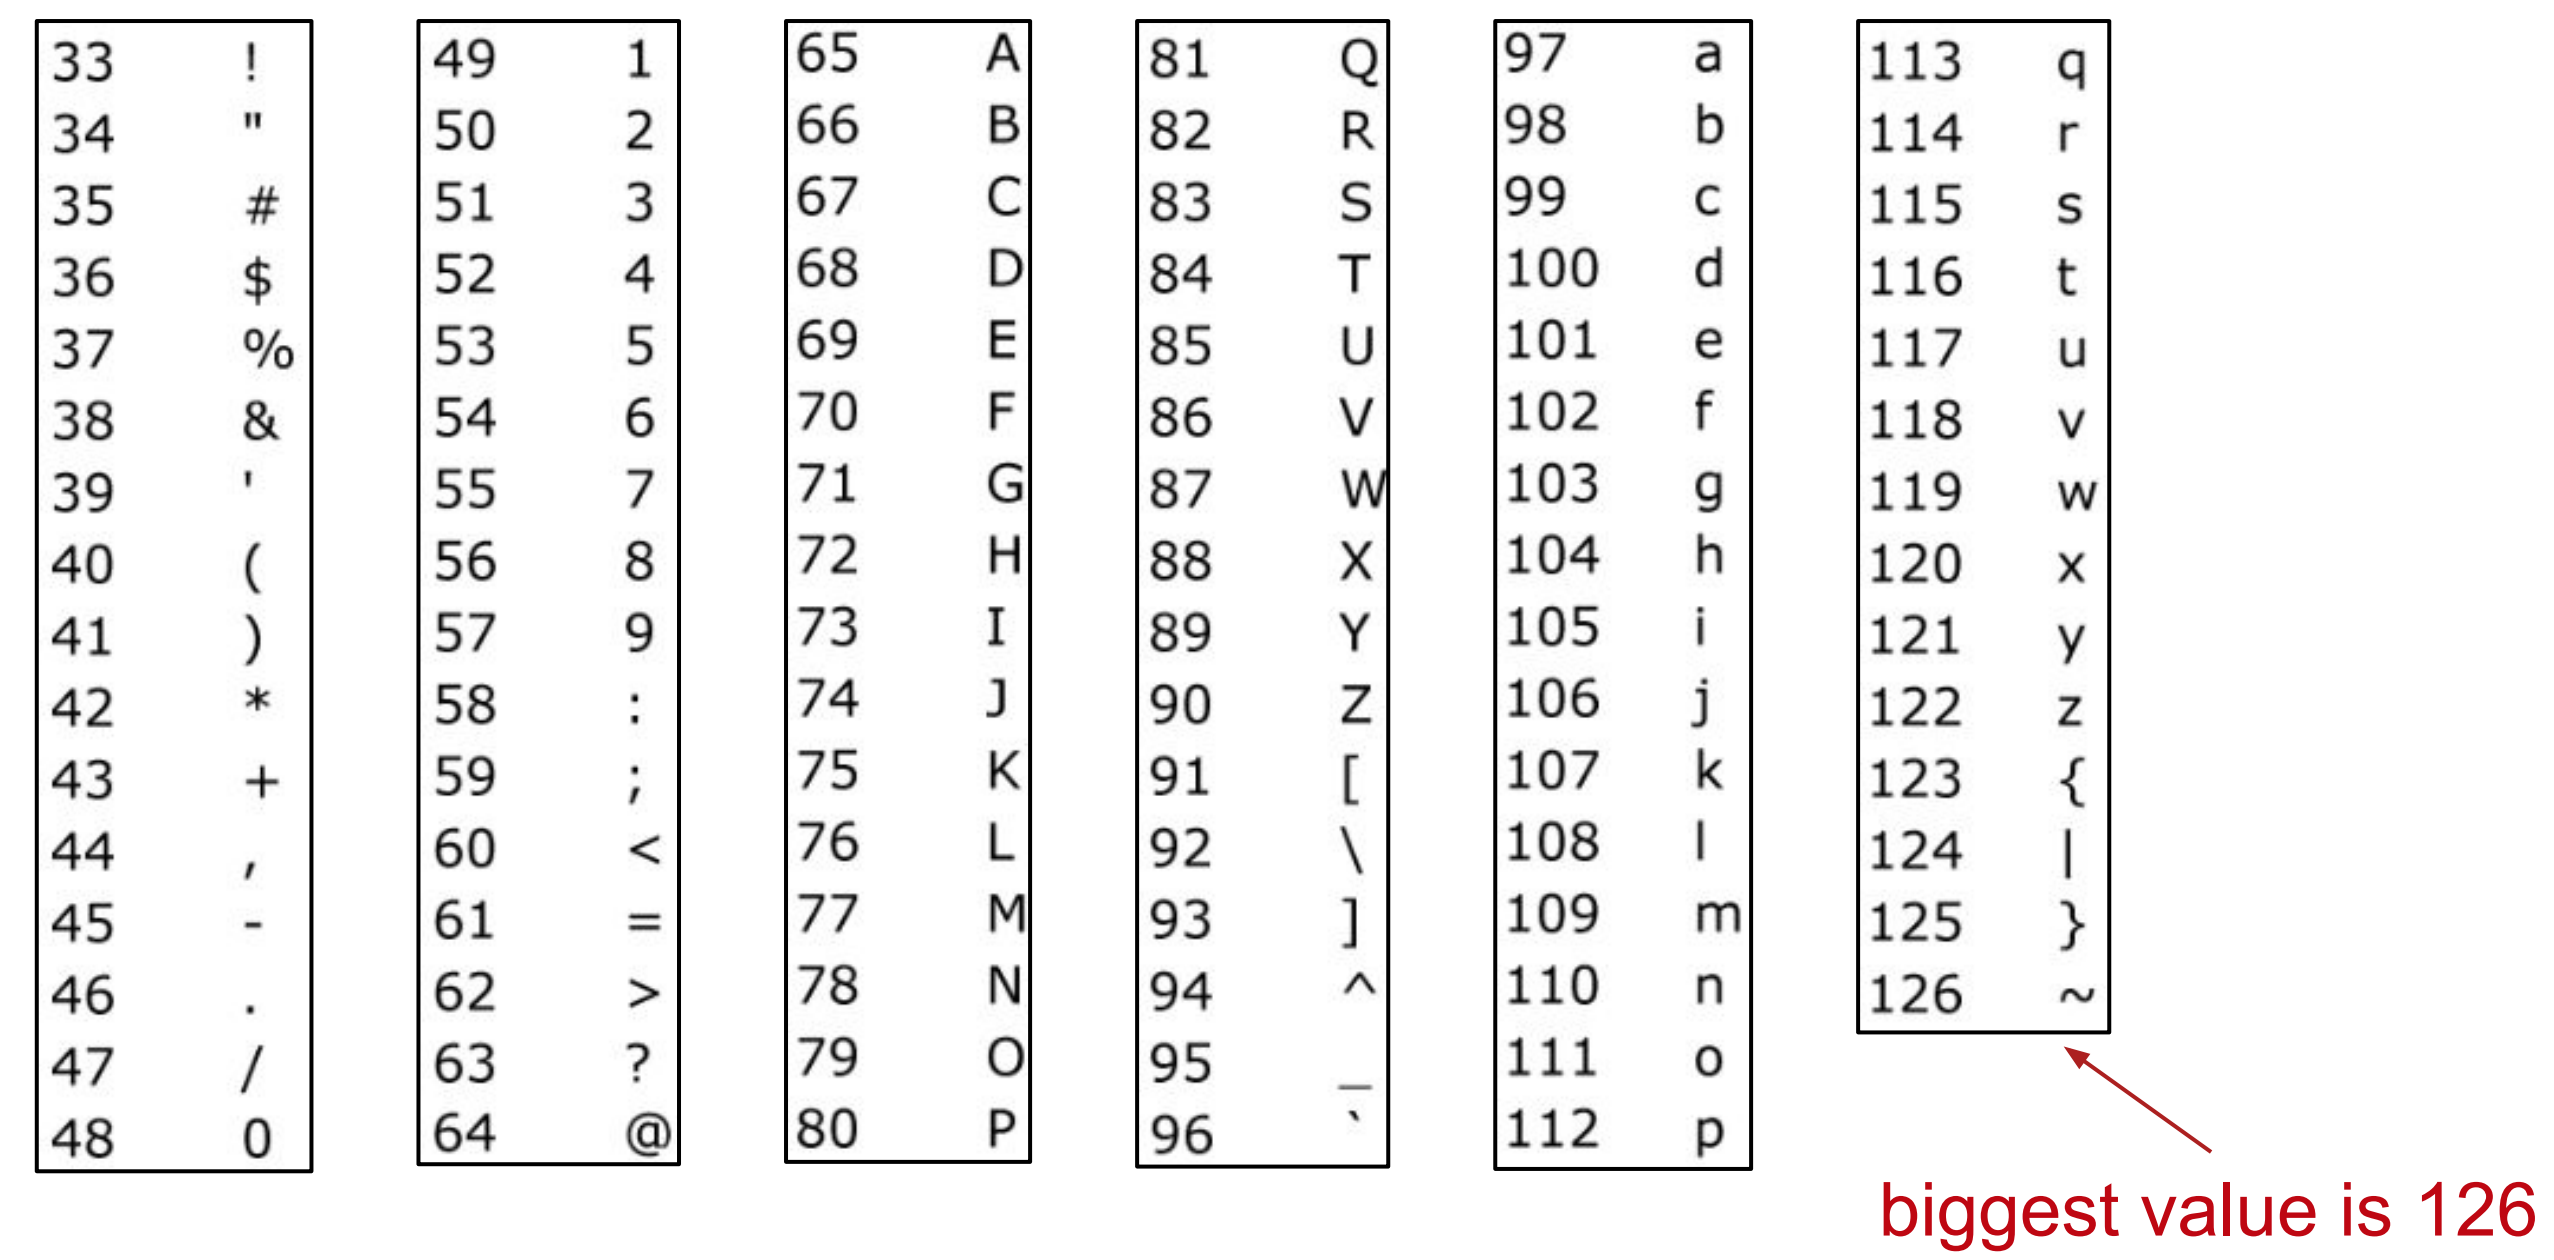 33 !
34 "
35 #
36 $
37 %
38 &
39 '
40 (
41 )
42 *
43 +
44 ,
45 -
46 .
47 /
48 0
49 1
50 2
51 3
52 4
53 5
54 6
55 7
56 8
57 9
58 :
59 ;
60 <
61 =
62 >
63 ?
64 @
65 A
66 B
67 C
68 D
69 E
70 F
71 G
72 H
73 I
74 J
75 K
76 L
77 M
78 N
79 O
80 P
81 Q
82 R
83 S
84 T
85 U
86 V
87 W
88 X
89 Y
90 Z
91 [
92 \
93 ]
94 ^
95 _
96 `
97 a
98 b
99 c
100 d
101 e
102 f
103 g
104 h
105 i
106 j
107 k
108 l
109 m
110 n
111 o
112 p
113 q
114 r
115 s
116 t
117 u
118 v
119 w
120 x
121 y
122 z
123 {
124 |
125 }
126 ~
biggest value is 126